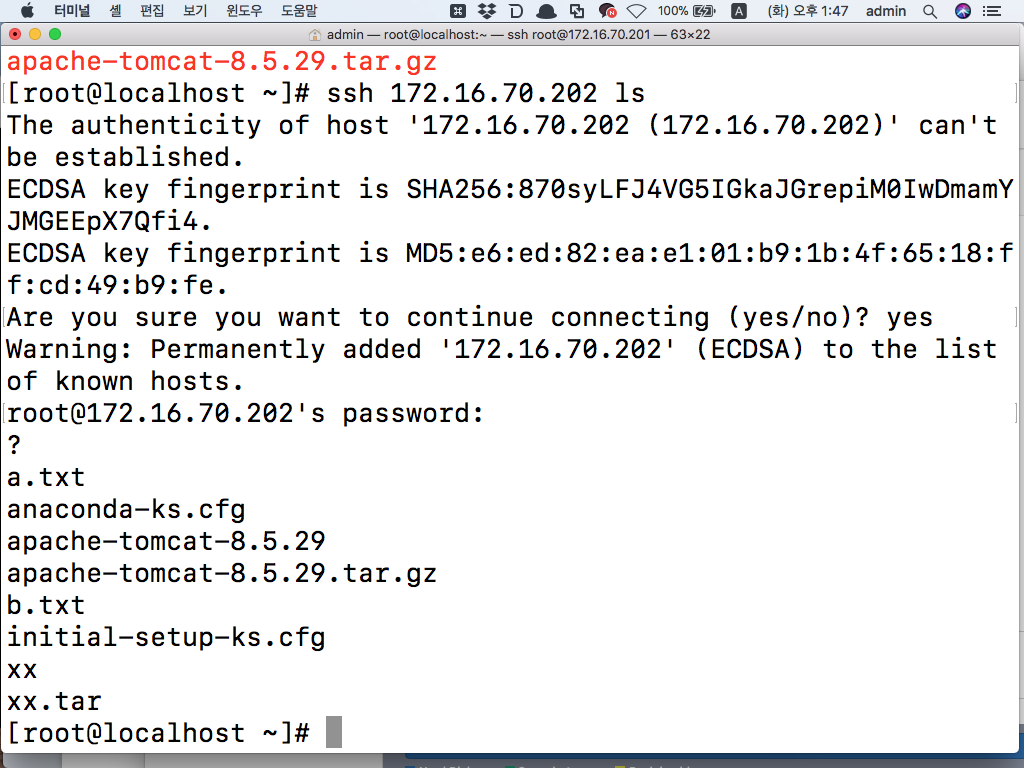 터미널 셸 편집 보기 윈도우 도움말 100% A (화) 오후 1:47 admin
admin — root@localhost:~ — ssh root@172.16.70.201 — 63×22
apache-tomcat-8.5.29.tar.gz
[root@localhost ~]# ssh 172.16.70.202 ls
The authenticity of host '172.16.70.202 (172.16.70.202)' can't
be established.
ECDSA key fingerprint is SHA256:870syLFJ4VG5IGkaJGrepiM0IwDmamY
JMGEEpX7Qfi4.
ECDSA key fingerprint is MD5:e6:ed:82:ea:e1:01:b9:1b:4f:65:18:f
f:cd:49:b9:fe.
Are you sure you want to continue connecting (yes/no)? yes
Warning: Permanently added '172.16.70.202' (ECDSA) to the list
of known hosts.
root@172.16.70.202's password:
?
a.txt
anaconda-ks.cfg
apache-tomcat-8.5.29
apache-tomcat-8.5.29.tar.gz
b.txt
initial-setup-ks.cfg
xx
xx.tar
[root@localhost ~]#